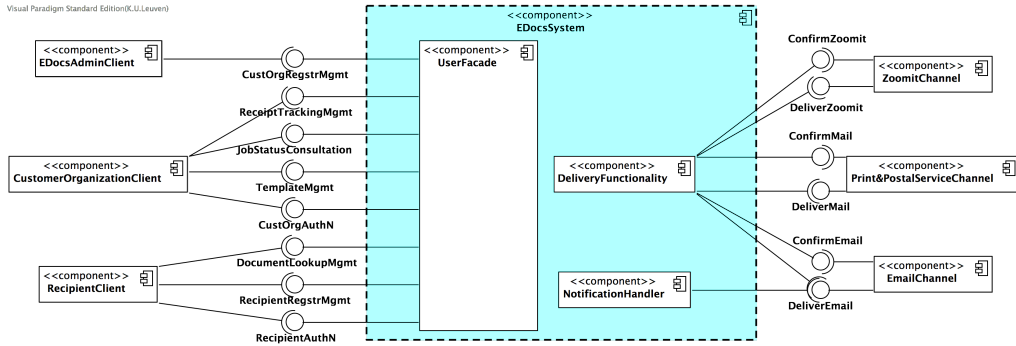 Visual Paradigm Standard Edition(K.U.Leuven)
<<component>>
EDocsSystem
<<component>>
EDocsAdminClient
CustOrgRegstrMgmt
<<component>>
UserFacade
ConfirmZoomit
<<component>>
ZoomitChannel
DeliverZoomit
ReceiptTrackingMgmt
JobStatusConsultation
<<component>>
CustomerOrganizationClient
TemplateMgmt
CustOrgAuthN
<<component>>
DeliveryFunctionality
ConfirmMail
<<component>>
Print&PostalServiceChannel
DeliverMail
DocumentLookupMgmt
<<component>>
RecipientClient
RecipientRegstrMgmt
RecipientAuthN
<<component>>
NotificationHandler
ConfirmEmail
<<component>>
EmailChannel
DeliverEmail